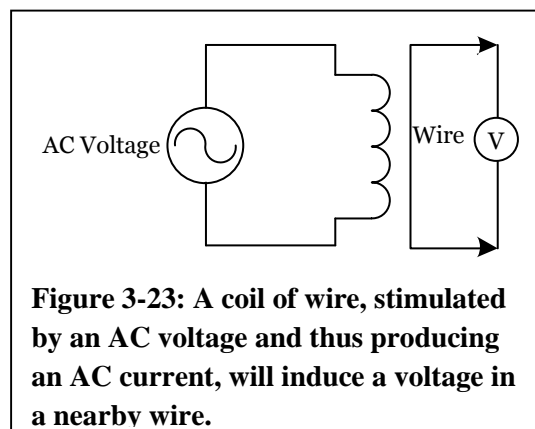 AC Voltage
Wire
V
Figure 3-23: A coil of wire, stimulated
by an AC voltage and thus producing
an AC current, will induce a voltage in
a nearby wire.